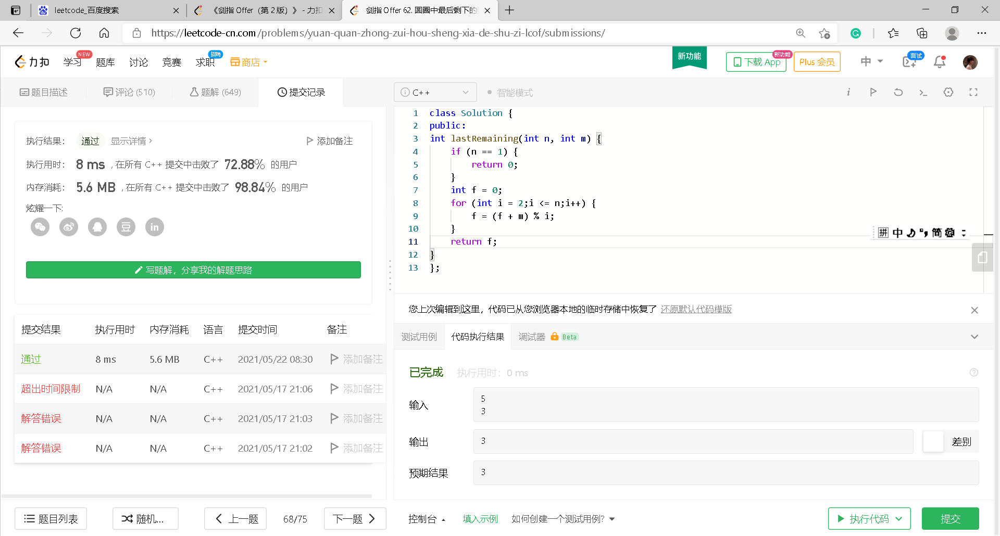 leetcode_百度搜索
《剑指 Offer（第 2 版）》 - 力扣
剑指 Offer 62. 圆圈中最后剩下的
https://leetcode-cn.com/problems/yuan-quan-zhong-zui-hou-sheng-xia-de-shu-zi-lcof/submissions/
力扣
学习
NEW
题库
讨论
竞赛
求职
招聘
商店
新功能
下载 App
新功能
Plus 会员
中
面试
题目描述
评论 (510)
题解 (649)
提交记录
C++
智能模式
执行结果：
通过
显示详情 >
添加备注
执行用时：
8 ms , 在所有 C++ 提交中击败了 72.88% 的用户
内存消耗：
5.6 MB , 在所有 C++ 提交中击败了 98.84% 的用户
炫耀一下:
写题解，分享我的解题思路
提交结果 执行用时 内存消耗 语言 提交时间 备注
通过 8 ms 5.6 MB C++ 2021/05/22 08:30 添加备注
超出时间限制 N/A N/A C++ 2021/05/17 21:06 添加备注
解答错误 N/A N/A C++ 2021/05/17 21:03 添加备注
解答错误 N/A N/A C++ 2021/05/17 21:02 添加备注
题目列表
随机...
上一题
68/75
下一题
1 class Solution {
2 public:
3 int lastRemaining(int n, int m) {
4 if (n == 1) {
5 return 0;
6 }
7 int f = 0;
8 for (int i = 2;i <= n;i++) {
9 f = (f + m) % i;
10 }
11 return f;
12 }
13 };
拼 中 简
您上次编辑到这里，代码已从您浏览器本地的临时存储中恢复了 还原默认代码模版
测试用例
代码执行结果
调试器
Beta
已完成
执行用时：0 ms
输入
5
3
输出
3
差别
预期结果
3
控制台
填入示例
如何创建一个测试用例?
执行代码
提交